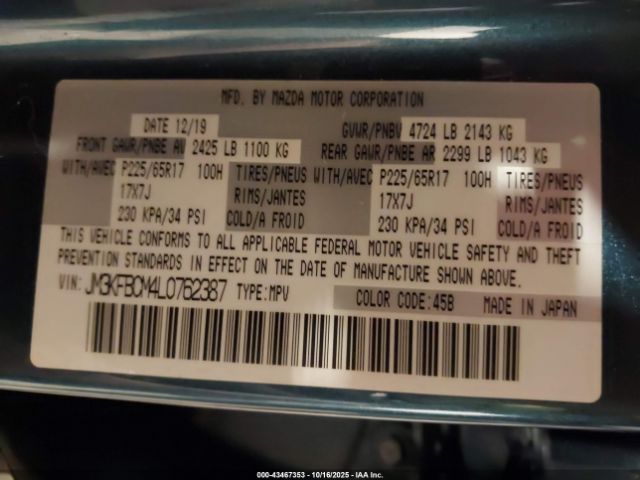 MFD. BY MAZDA MOTOR CORPORATION
DATE 12/19 GVWR/PNBV 4724 LB 2143 KG
FRONT GAWR/PNBE AV 2425 LB 1100 KG REAR GAWR/PNBE AR 2299 LB 1043 KG
WITH/AVEC P225/65R17 100H TIRES/PNEUS WITH/AVEC P225/65R17 100H TIRES/PNEUS
17X7J RIMS/JANTES 17X7J RIMS/JANTES
230 KPA/34 PSI COLD/A FROID 230 KPA/34 PSI COLD/A FROID
THIS VEHICLE CONFORMS TO ALL APPLICABLE FEDERAL MOTOR VEHICLE SAFETY AND THEFT
PREVENTION STANDARDS IN EFFECT ON THE DATE OF MANUFACTURE SHOWN ABOVE.
VIN: JM3KFBCM4L0762387 TYPE:MPV
COLOR CODE:45B MADE IN JAPAN
000-43467353 - 10/16/2025 - IAA Inc.